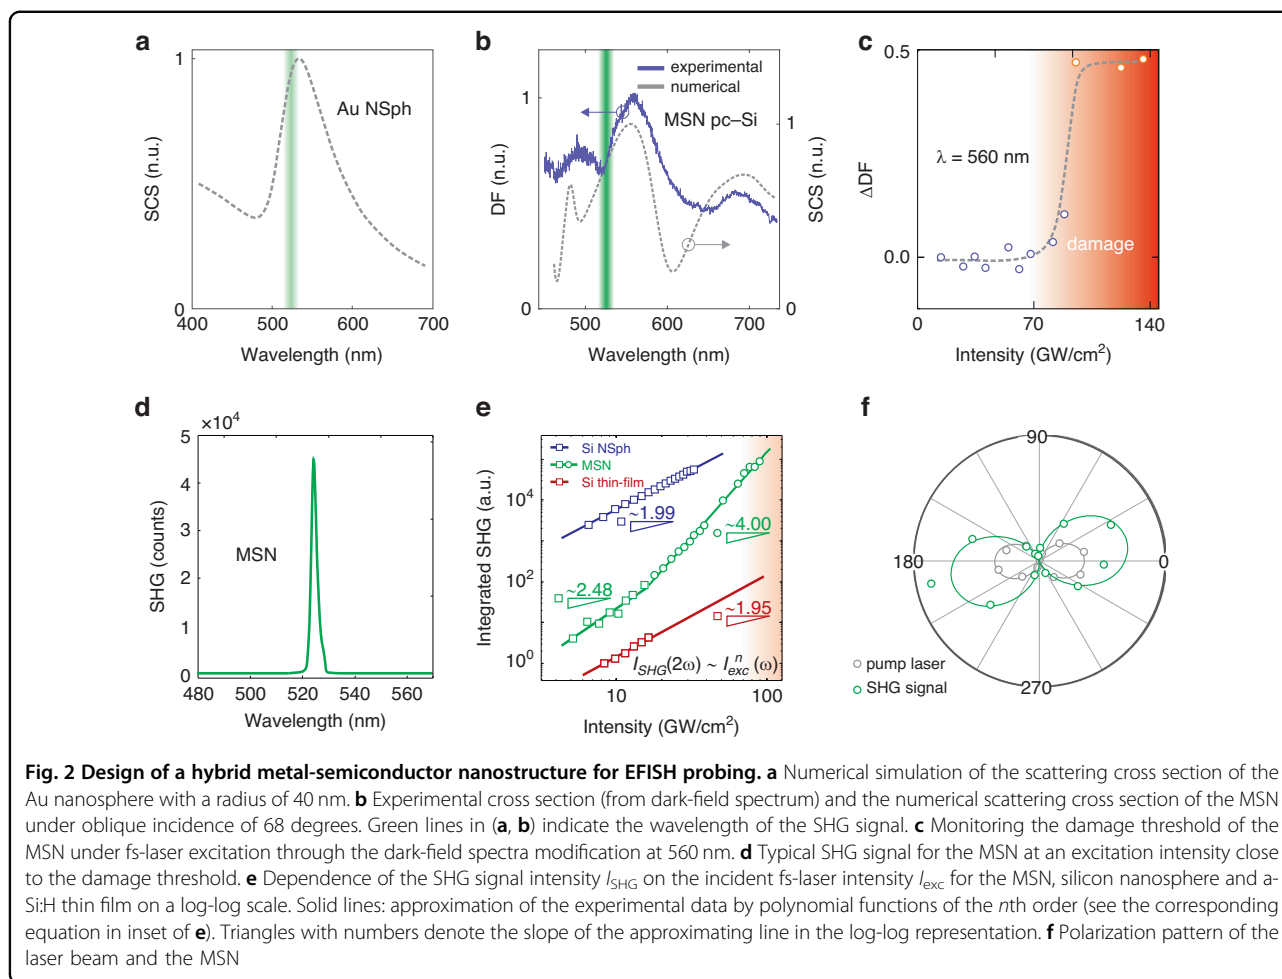 a
1
Au NSph
SCS (n.u.)
0
400
500
600
700
Wavelength (nm)
b
experimental
numerical
MSN pc–Si
1
1
DF (n.u.)
SCS (n.u.)
0
0
500
600
700
Wavelength (nm)
c
0.5
λ = 560 nm
ΔDF
damage
0.0
0
70
140
Intensity (GW/cm²)
d
×10⁴
5
4
3
2
1
0
MSN
SHG (counts)
480
500
520
540
560
Wavelength (nm)
e
Si NSph
MSN
Si thin-film
10⁴
10²
10⁰
~1.99
~4.00
~2.48
~1.95
Integrated SHG (a.u.)
I_SHG(2ω) ~ Iⁿ_exc(ω)
10
100
Intensity (GW/cm²)
f
90
180
0
270
pump laser
SHG signal
Fig. 2 Design of a hybrid metal-semiconductor nanostructure for EFISH probing. a Numerical simulation of the scattering cross section of the
Au nanosphere with a radius of 40 nm. b Experimental cross section (from dark-field spectrum) and the numerical scattering cross section of the MSN
under oblique incidence of 68 degrees. Green lines in (a, b) indicate the wavelength of the SHG signal. c Monitoring the damage threshold of the
MSN under fs-laser excitation through the dark-field spectra modification at 560 nm. d Typical SHG signal for the MSN at an excitation intensity close
to the damage threshold. e Dependence of the SHG signal intensity I_SHG on the incident fs-laser intensity I_exc for the MSN, silicon nanosphere and a-
Si:H thin film on a log-log scale. Solid lines: approximation of the experimental data by polynomial functions of the nth order (see the corresponding
equation in inset of e). Triangles with numbers denote the slope of the approximating line in the log-log representation. f Polarization pattern of the
laser beam and the MSN